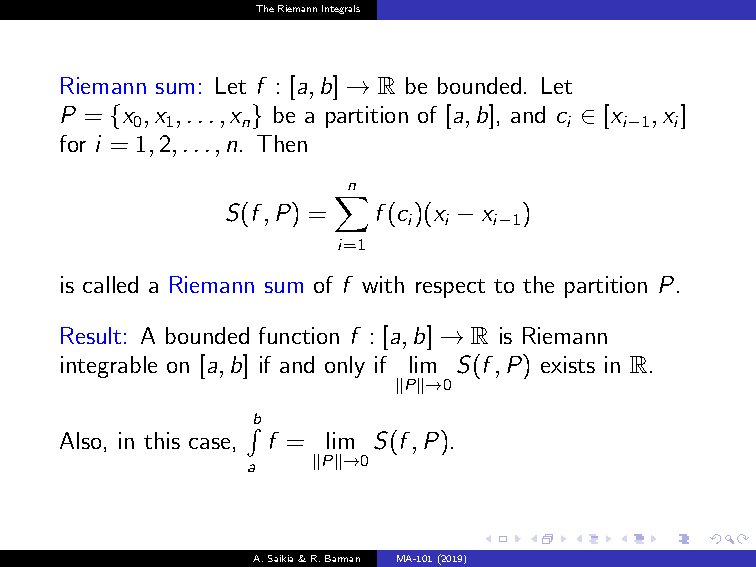 The Riemann Integrals
Riemann sum: Let f : [a, b] → ℝ be bounded. Let
P = {x₀, x₁, . . . , xₙ} be a partition of [a, b], and cᵢ ∈ [xᵢ₋₁, xᵢ]
for i = 1, 2, . . . , n. Then
S(f, P) = ∑ᵢ₌₁ⁿ f(cᵢ)(xᵢ − xᵢ₋₁)
is called a Riemann sum of f with respect to the partition P.
Result: A bounded function f : [a, b] → ℝ is Riemann
integrable on [a, b] if and only if lim_{‖P‖→0} S(f, P) exists in ℝ.
Also, in this case, ∫ₐᵇ f = lim_{‖P‖→0} S(f, P).
A. Saikia & R. Barman MA-101 (2019)